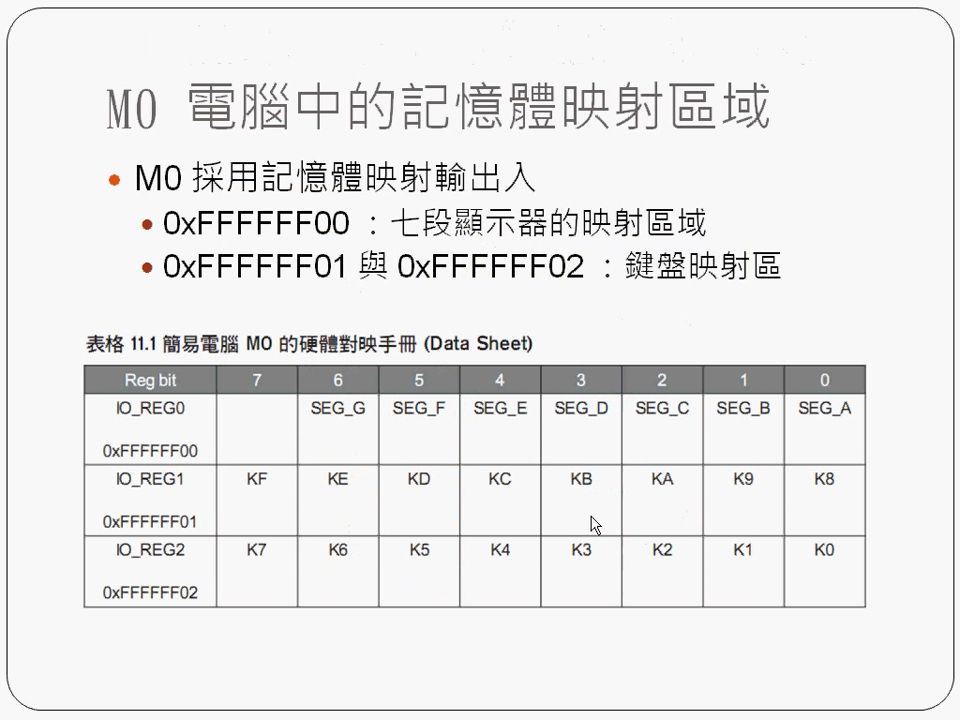 M0 電腦中的記憶體映射區域
• M0 採用記憶體映射輸出入
• 0xFFFFFF00 ：七段顯示器的映射區域
• 0xFFFFFF01 與 0xFFFFFF02 ：鍵盤映射區
表格 11.1 簡易電腦 M0 的硬體對映手冊 (Data Sheet)
Reg bit 7 6 5 4 3 2 1 0
IO_REG0 SEG_G SEG_F SEG_E SEG_D SEG_C SEG_B SEG_A
0xFFFFFF00
IO_REG1 KF KE KD KC KB KA K9 K8
0xFFFFFF01
IO_REG2 K7 K6 K5 K4 K3 K2 K1 K0
0xFFFFFF02